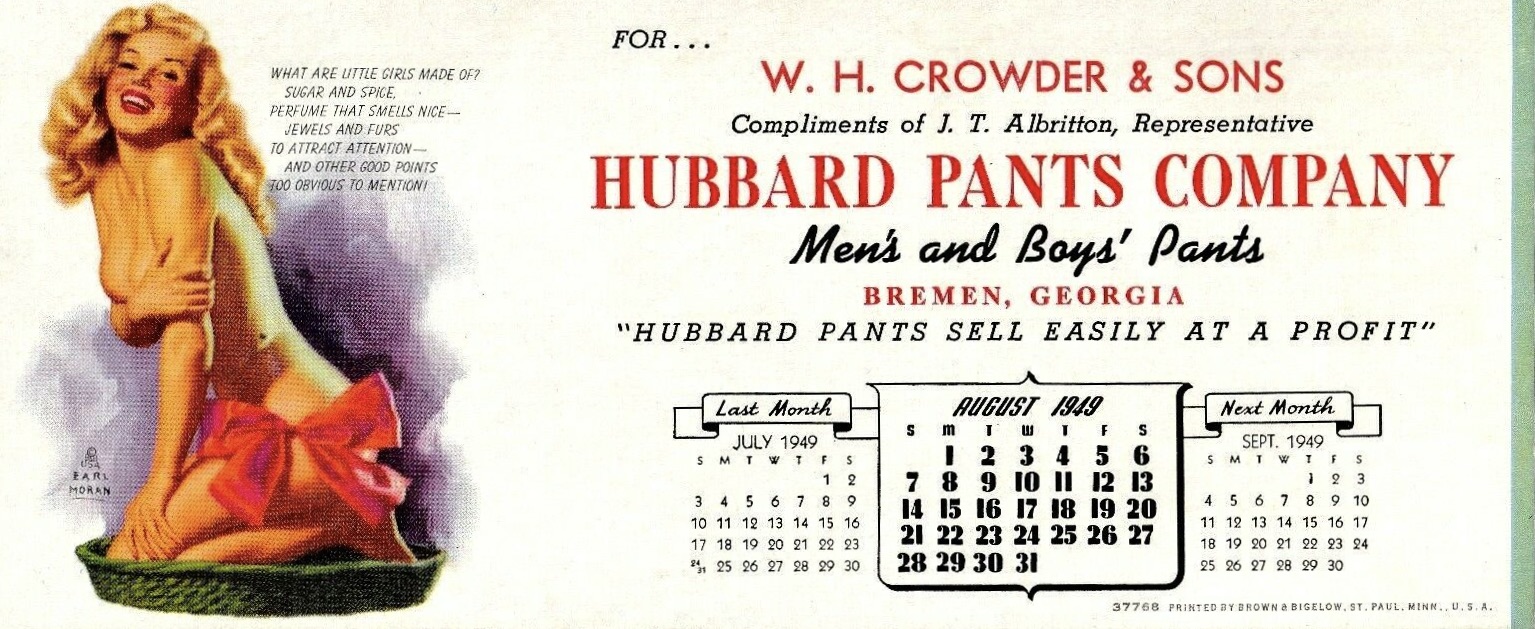 WHAT ARE LITTLE GIRLS MADE OF?
SUGAR AND SPICE,
PERFUME THAT SMELLS NICE—
JEWELS AND FURS
TO ATTRACT ATTENTION—
AND OTHER GOOD POINTS
TOO OBVIOUS TO MENTION!
© B&B
USA
EARL
MORAN
FOR...
W. H. CROWDER & SONS
Compliments of J. T. Albritton, Representative
HUBBARD PANTS COMPANY
Men's and Boys' Pants
BREMEN, GEORGIA
"HUBBARD PANTS SELL EASILY AT A PROFIT"
Last Month
JULY 1949
S M T W T F S
1 2
3 4 5 6 7 8 9
10 11 12 13 14 15 16
17 18 19 20 21 22 23
24/31 25 26 27 28 29 30
AUGUST 1949
S M T W T F S
1 2 3 4 5 6
7 8 9 10 11 12 13
14 15 16 17 18 19 20
21 22 23 24 25 26 27
28 29 30 31
Next Month
SEPT. 1949
S M T W T F S
1 2 3
4 5 6 7 8 9 10
11 12 13 14 15 16 17
18 19 20 21 22 23 24
25 26 27 28 29 30
37768 PRINTED BY BROWN & BIGELOW, ST. PAUL, MINN., U.S.A.